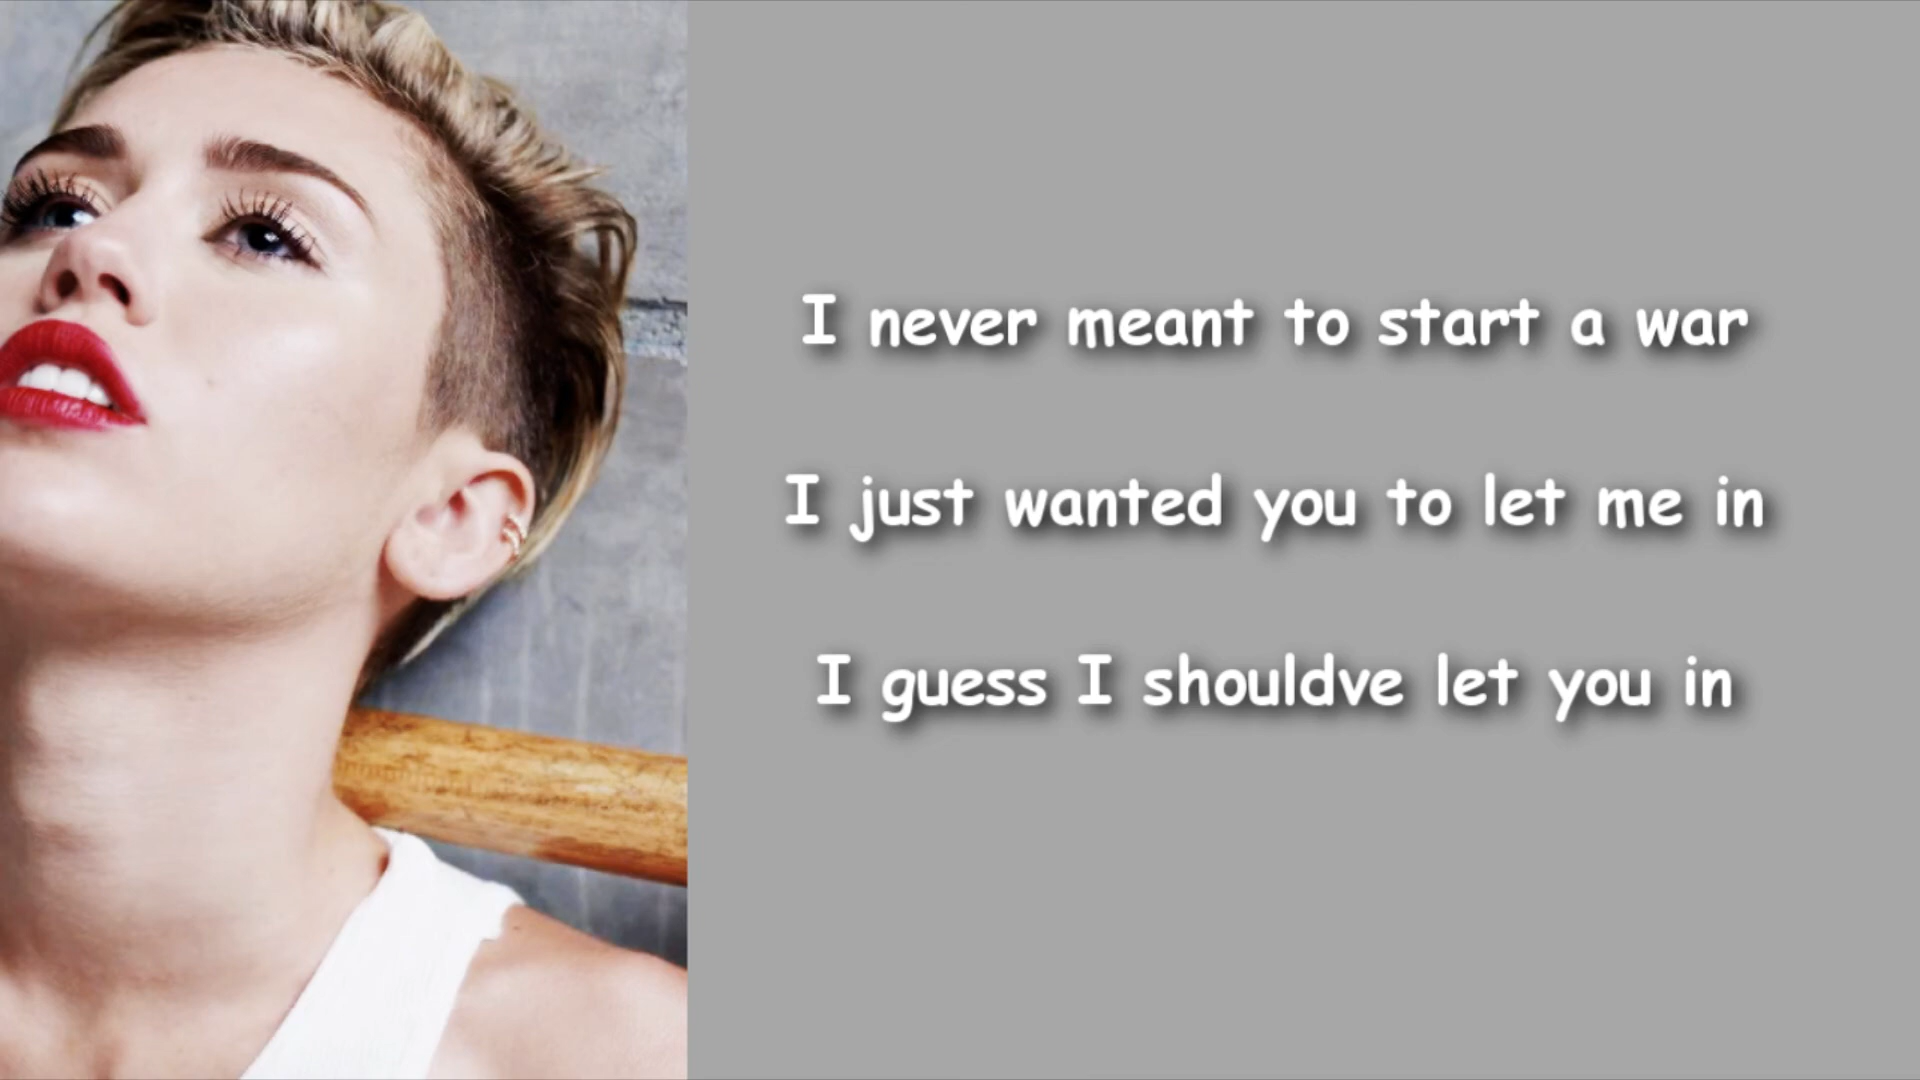 I never meant to start a war
I just wanted you to let me in
I guess I shouldve let you in